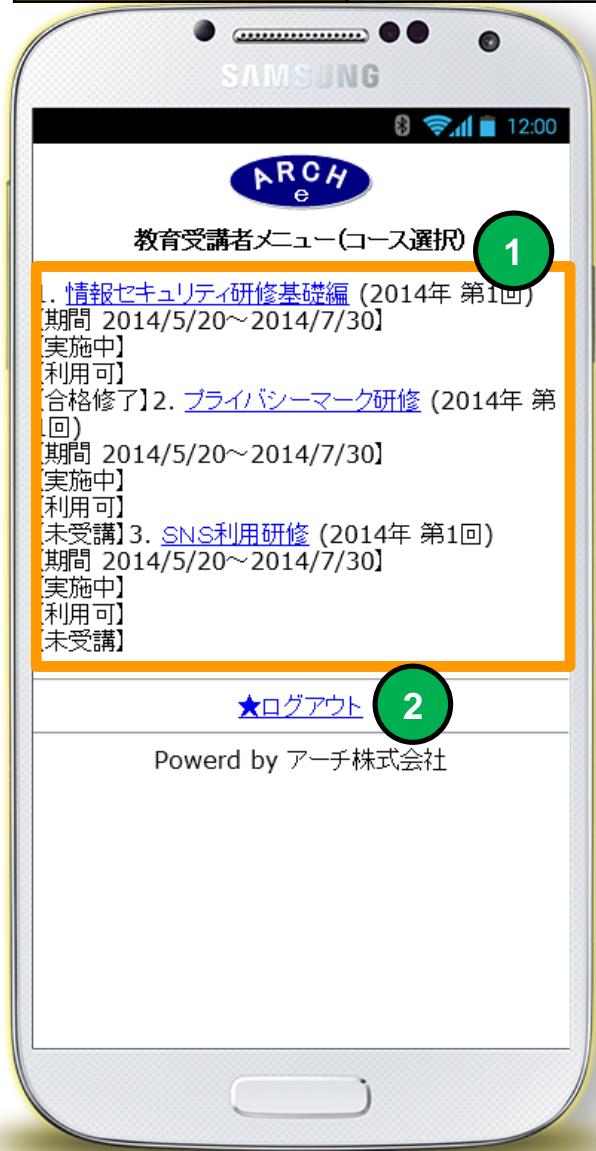 SAMSUNG
12:00
ARCH
e
教育受講者メニュー(コース選択)
1
1. 情報セキュリティ研修基礎編 (2014年 第1回)
【期間 2014/5/20～2014/7/30】
【実施中】
【利用可】
【合格修了】2. プライバシーマーク研修 (2014年 第
1回)
【期間 2014/5/20～2014/7/30】
【実施中】
【利用可】
【未受講】3. SNS利用研修 (2014年 第1回)
【期間 2014/5/20～2014/7/30】
【実施中】
【利用可】
【未受講】
★ログアウト
2
Powerd by アーチ株式会社